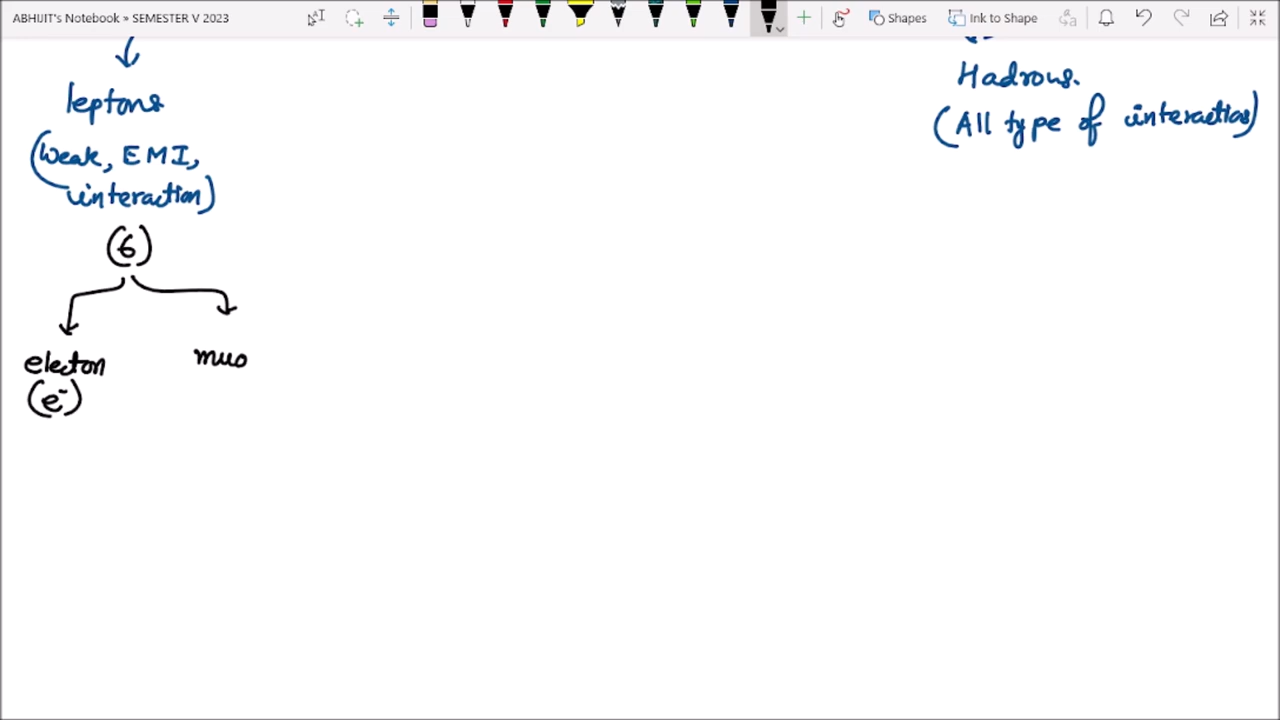 ABHIJIT's Notebook » SEMESTER V 2023
Shapes
Ink to Shape
leptons
(Weak, EMI,
interaction)
(6)
electon
(e-)
muo
Hadrons.
(All type of interaction)